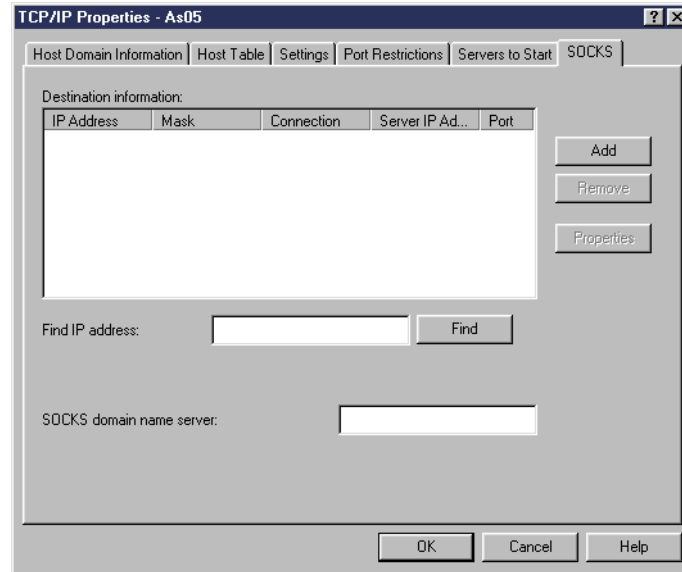 TCP/IP Properties - As05
Host Domain Information Host Table Settings Port Restrictions Servers to Start SOCKS
Destination information:
IP Address Mask Connection Server IP Ad... Port
Add
Remove
Properties
Find IP address: Find
SOCKS domain name server:
OK Cancel Help